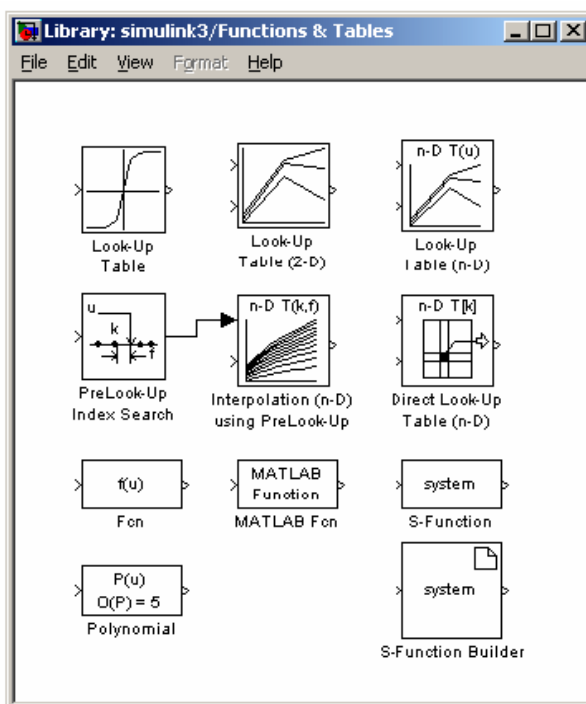 Library: simulink3/Functions & Tables
File Edit View Format Help
n-D T(u)
Look-Up
Table
Look-Up
Table (2-D)
Look-Up
Table (n-D)
u
k
f
n-D T(k,f)
n-D T[k]
PreLook-Up
Index Search
Interpolation (n-D)
using PreLook-Up
Direct Look-Up
Table (n-D)
f(u)
MATLAB
Function
system
Fcn
MATLAB Fcn
S-Function
P(u)
O(P) = 5
system
Polynomial
S-Function Builder